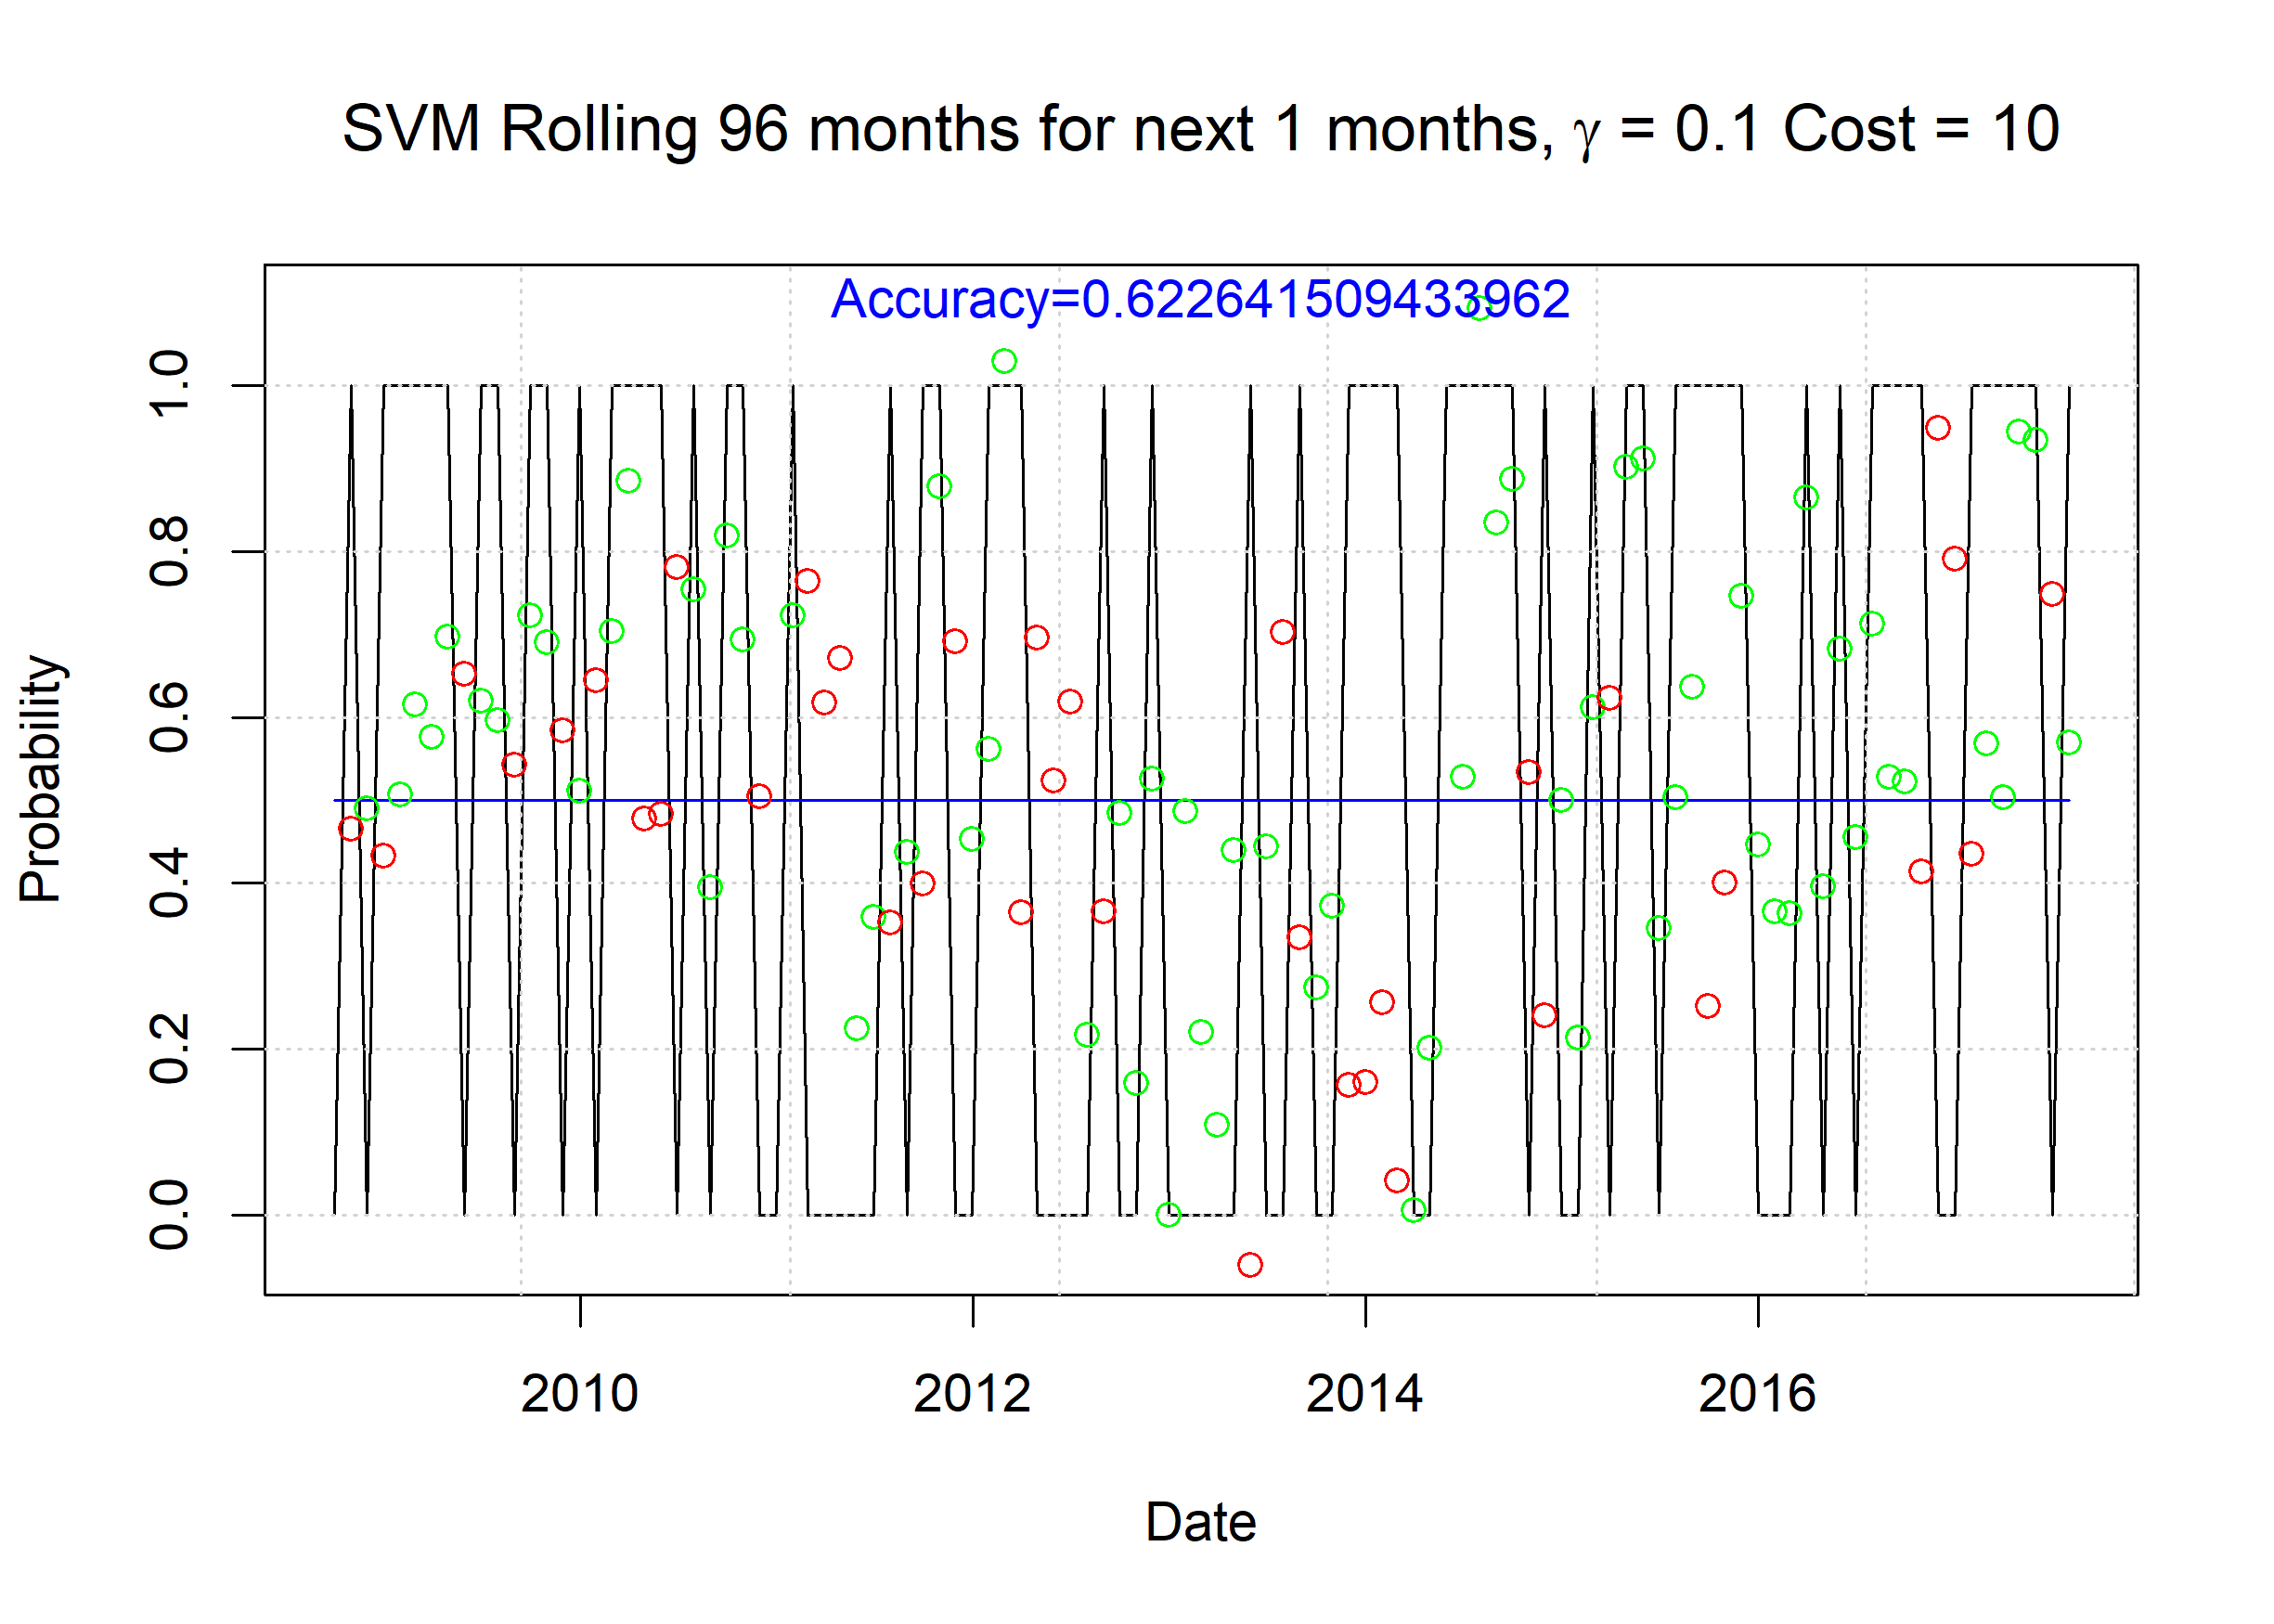 SVM Rolling 96 months for next 1 months, γ = 0.1 Cost = 10
Accuracy=0.622641509433962
Probability
1.0
0.8
0.6
0.4
0.2
0.0
2010 2012 2014 2016
Date